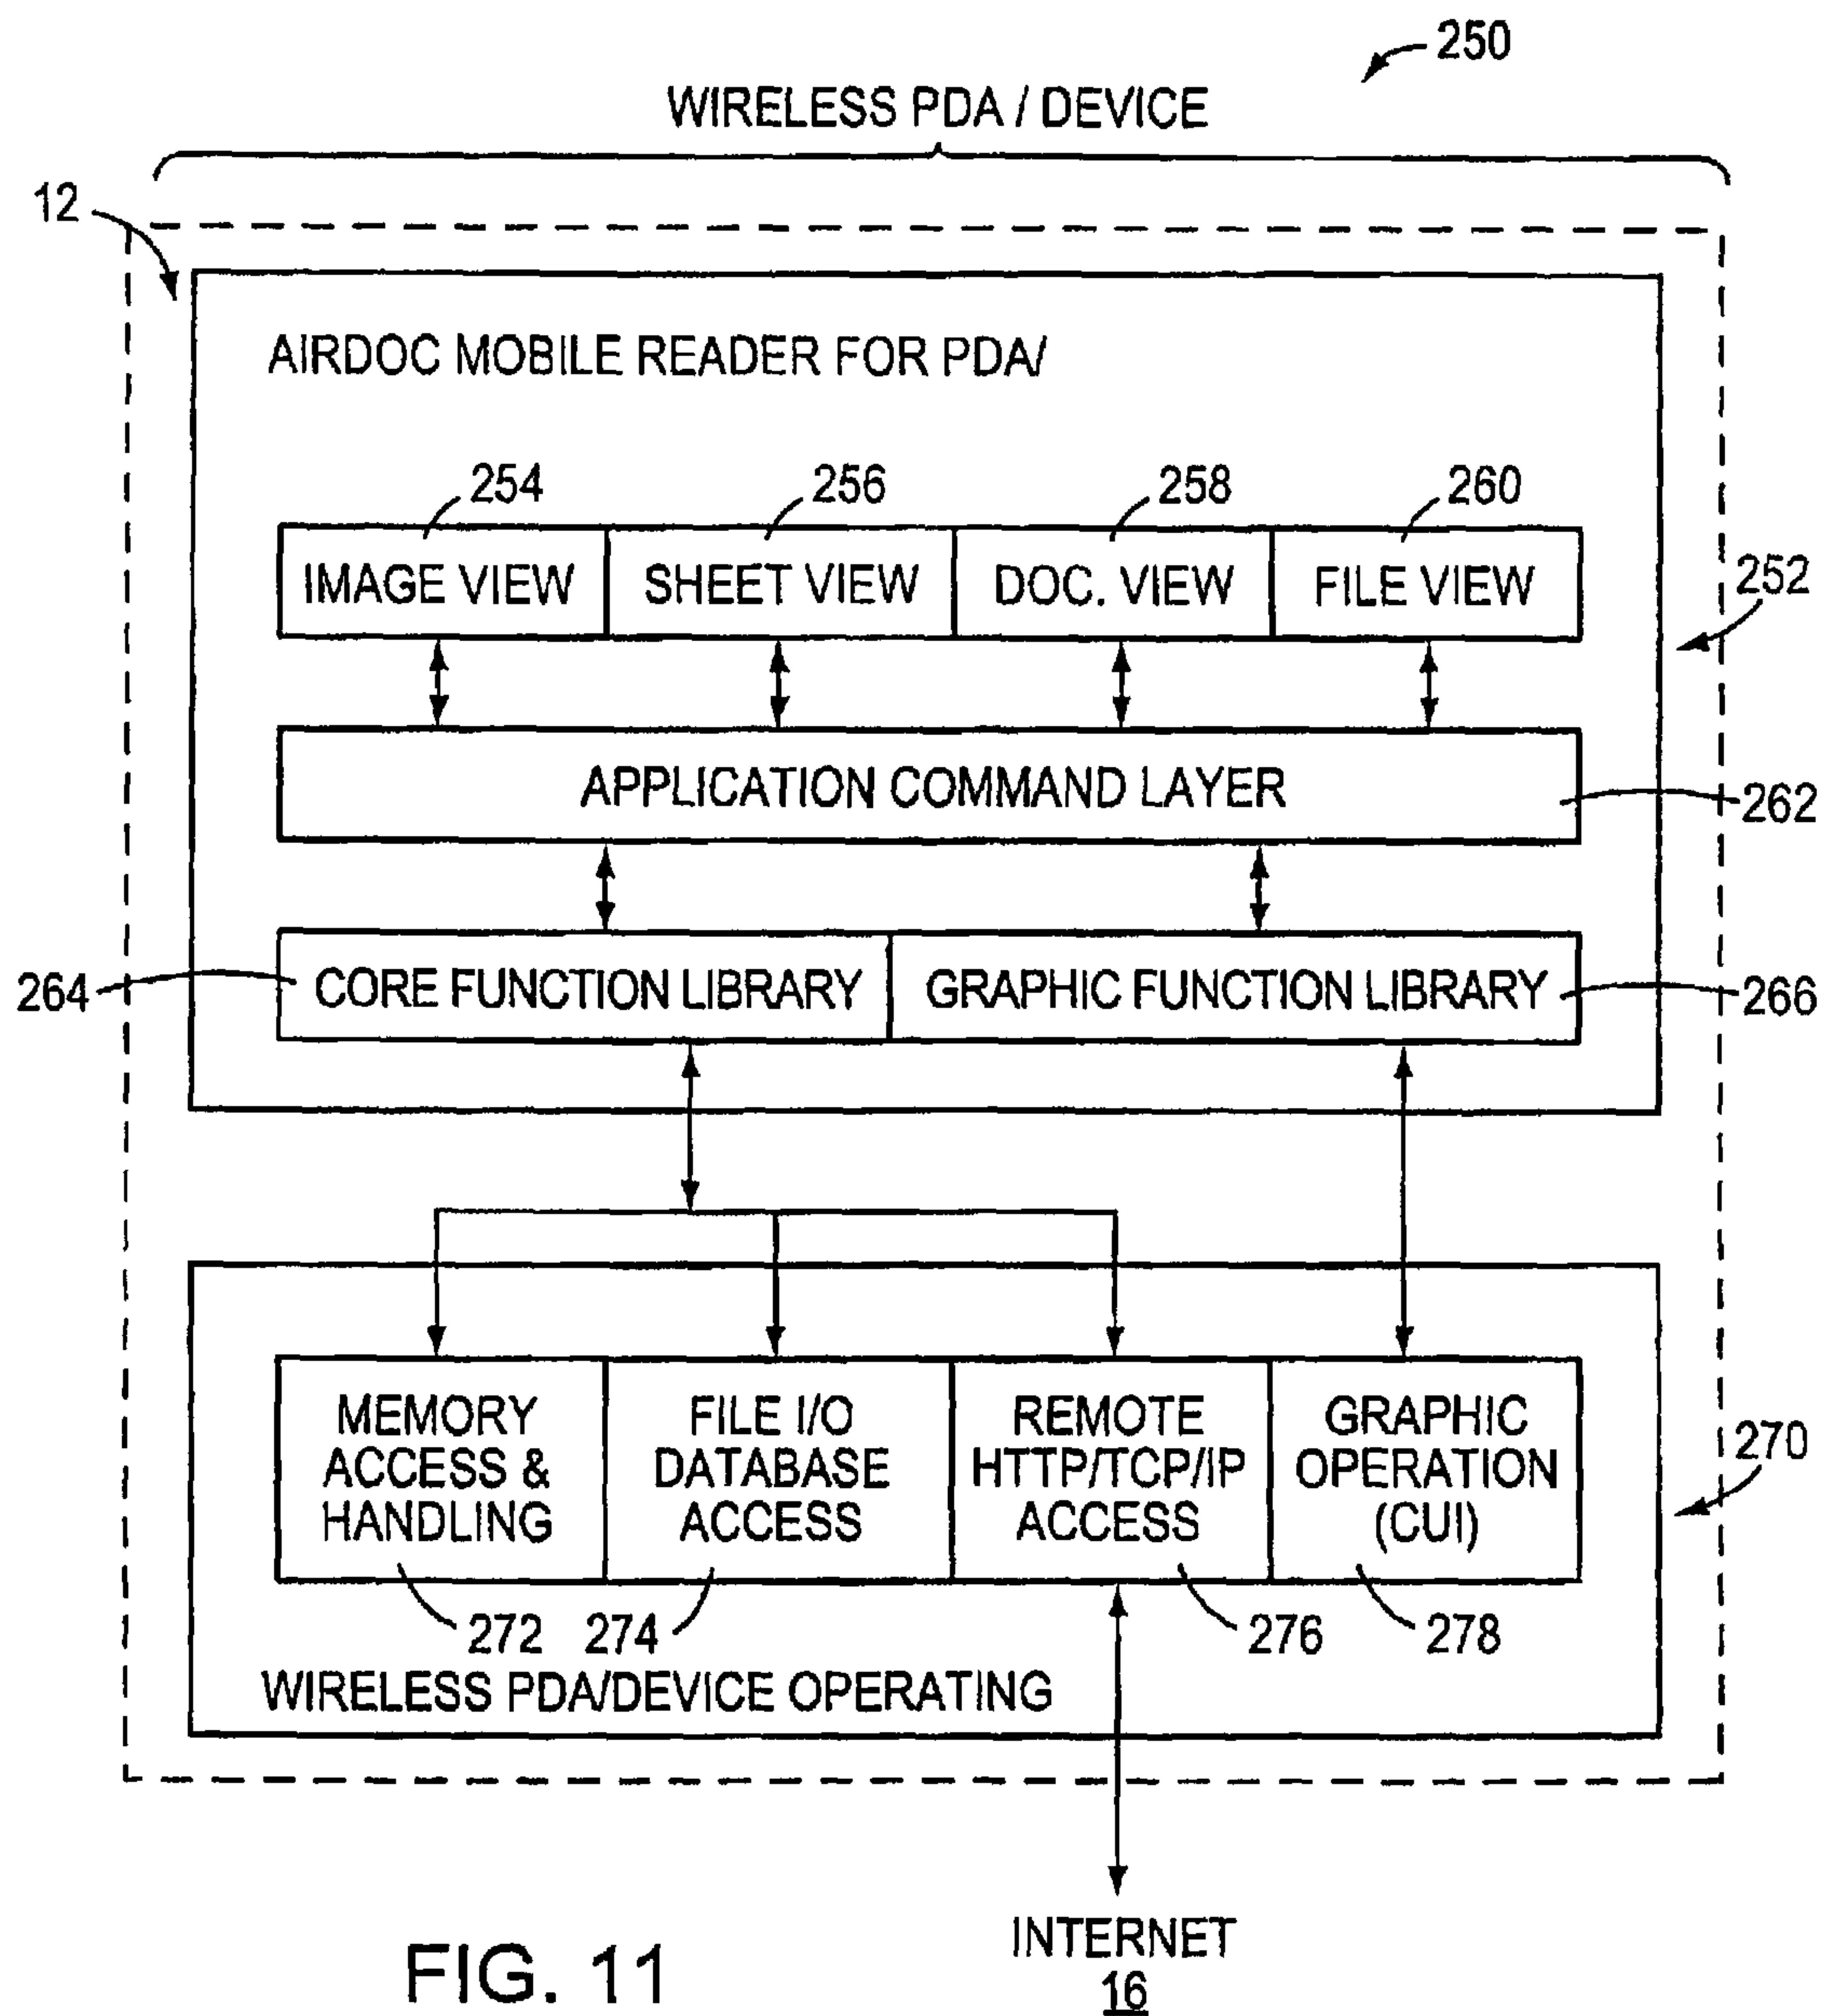 250
WIRELESS PDA / DEVICE
12
AIRDOC MOBILE READER FOR PDA/
254
256
258
260
IMAGE VIEW
SHEET VIEW
DOC. VIEW
FILE VIEW
252
APPLICATION COMMAND LAYER
262
264
CORE FUNCTION LIBRARY
GRAPHIC FUNCTION LIBRARY
266
MEMORY
ACCESS &
HANDLING
FILE I/O
DATABASE
ACCESS
REMOTE
HTTP/TCP/IP
ACCESS
GRAPHIC
OPERATION
(CUI)
270
272
274
276
278
WIRELESS PDA/DEVICE OPERATING
INTERNET
16
FIG. 11